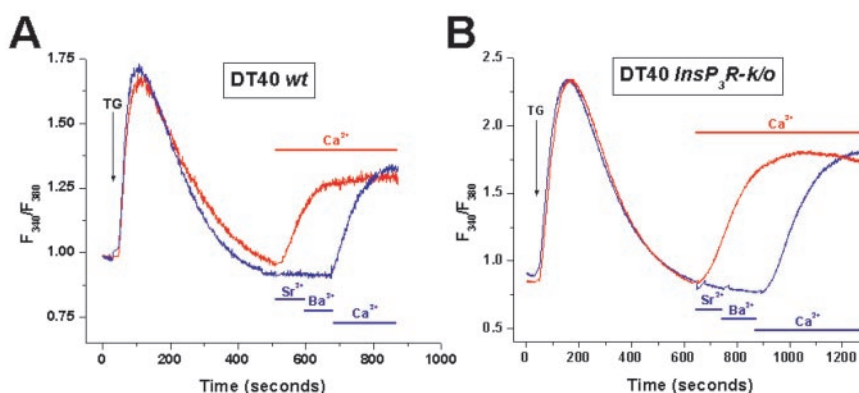 A
DT40 wt
TG
Ca²⁺
Sr²⁺
Ba²⁺
Ca²⁺
F₃₄₀/F₃₈₀
1.75
1.50
1.25
1.00
0.75
0 200 400 600 800 1000
Time (seconds)
B
DT40 InsP₃R-k/o
TG
Ca²⁺
Sr²⁺
Ba²⁺
Ca²⁺
F₃₄₀/F₃₈₀
2.5
2.0
1.5
1.0
0.5
0 200 400 600 800 1000 1200
Time (seconds)